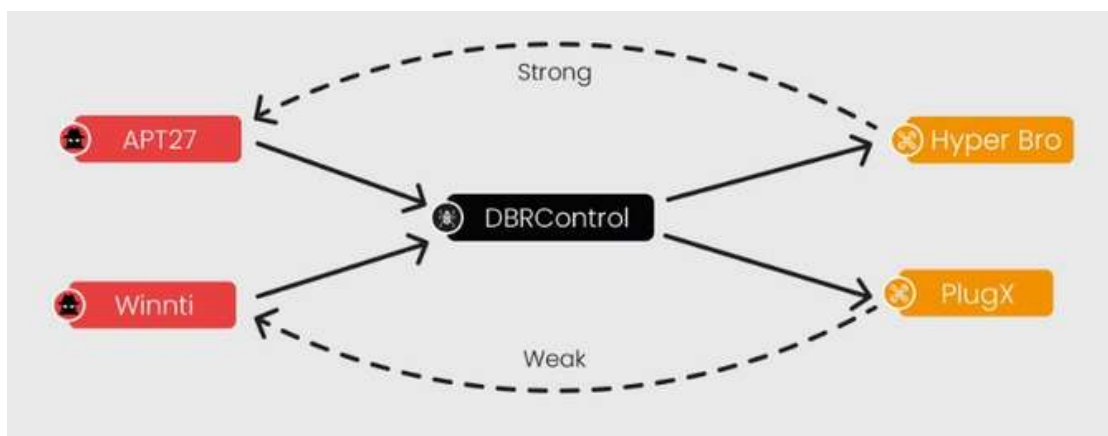 Strong
APT27
Hyper Bro
DBRControl
Winnti
PlugX
Weak